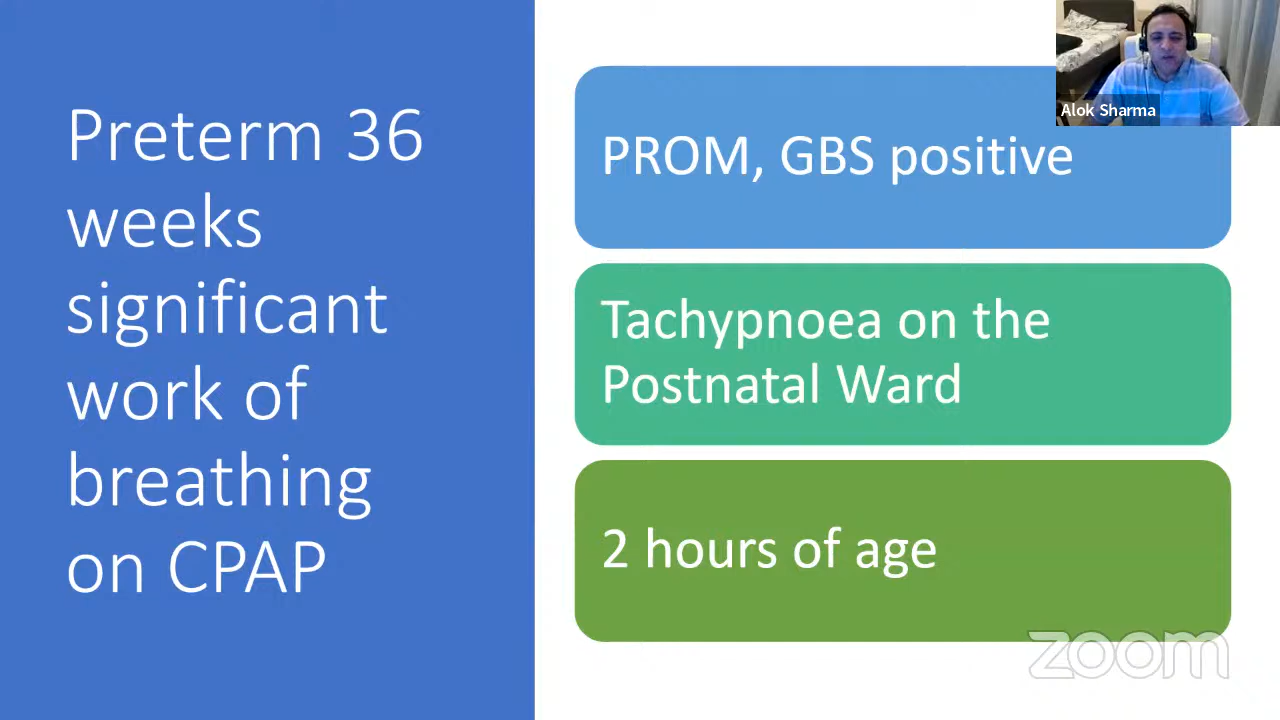 Preterm 36
weeks
significant
work of
breathing
on CPAP
PROM, GBS positive
Tachypnoea on the
Postnatal Ward
2 hours of age
Alok Sharma
zoom